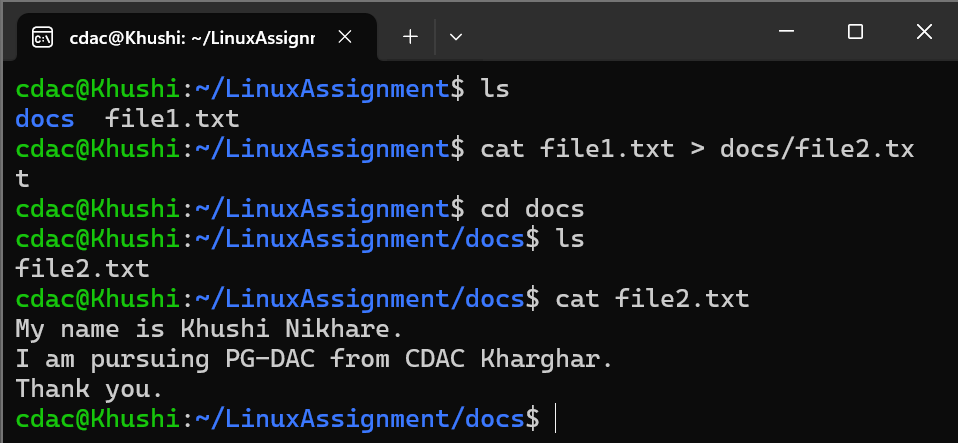 cdac@Khushi: ~/LinuxAssignr
cdac@Khushi:~/LinuxAssignment$ ls
docs  file1.txt
cdac@Khushi:~/LinuxAssignment$ cat file1.txt > docs/file2.tx
t
cdac@Khushi:~/LinuxAssignment$ cd docs
cdac@Khushi:~/LinuxAssignment/docs$ ls
file2.txt
cdac@Khushi:~/LinuxAssignment/docs$ cat file2.txt
My name is Khushi Nikhare.
I am pursuing PG-DAC from CDAC Kharghar.
Thank you.
cdac@Khushi:~/LinuxAssignment/docs$